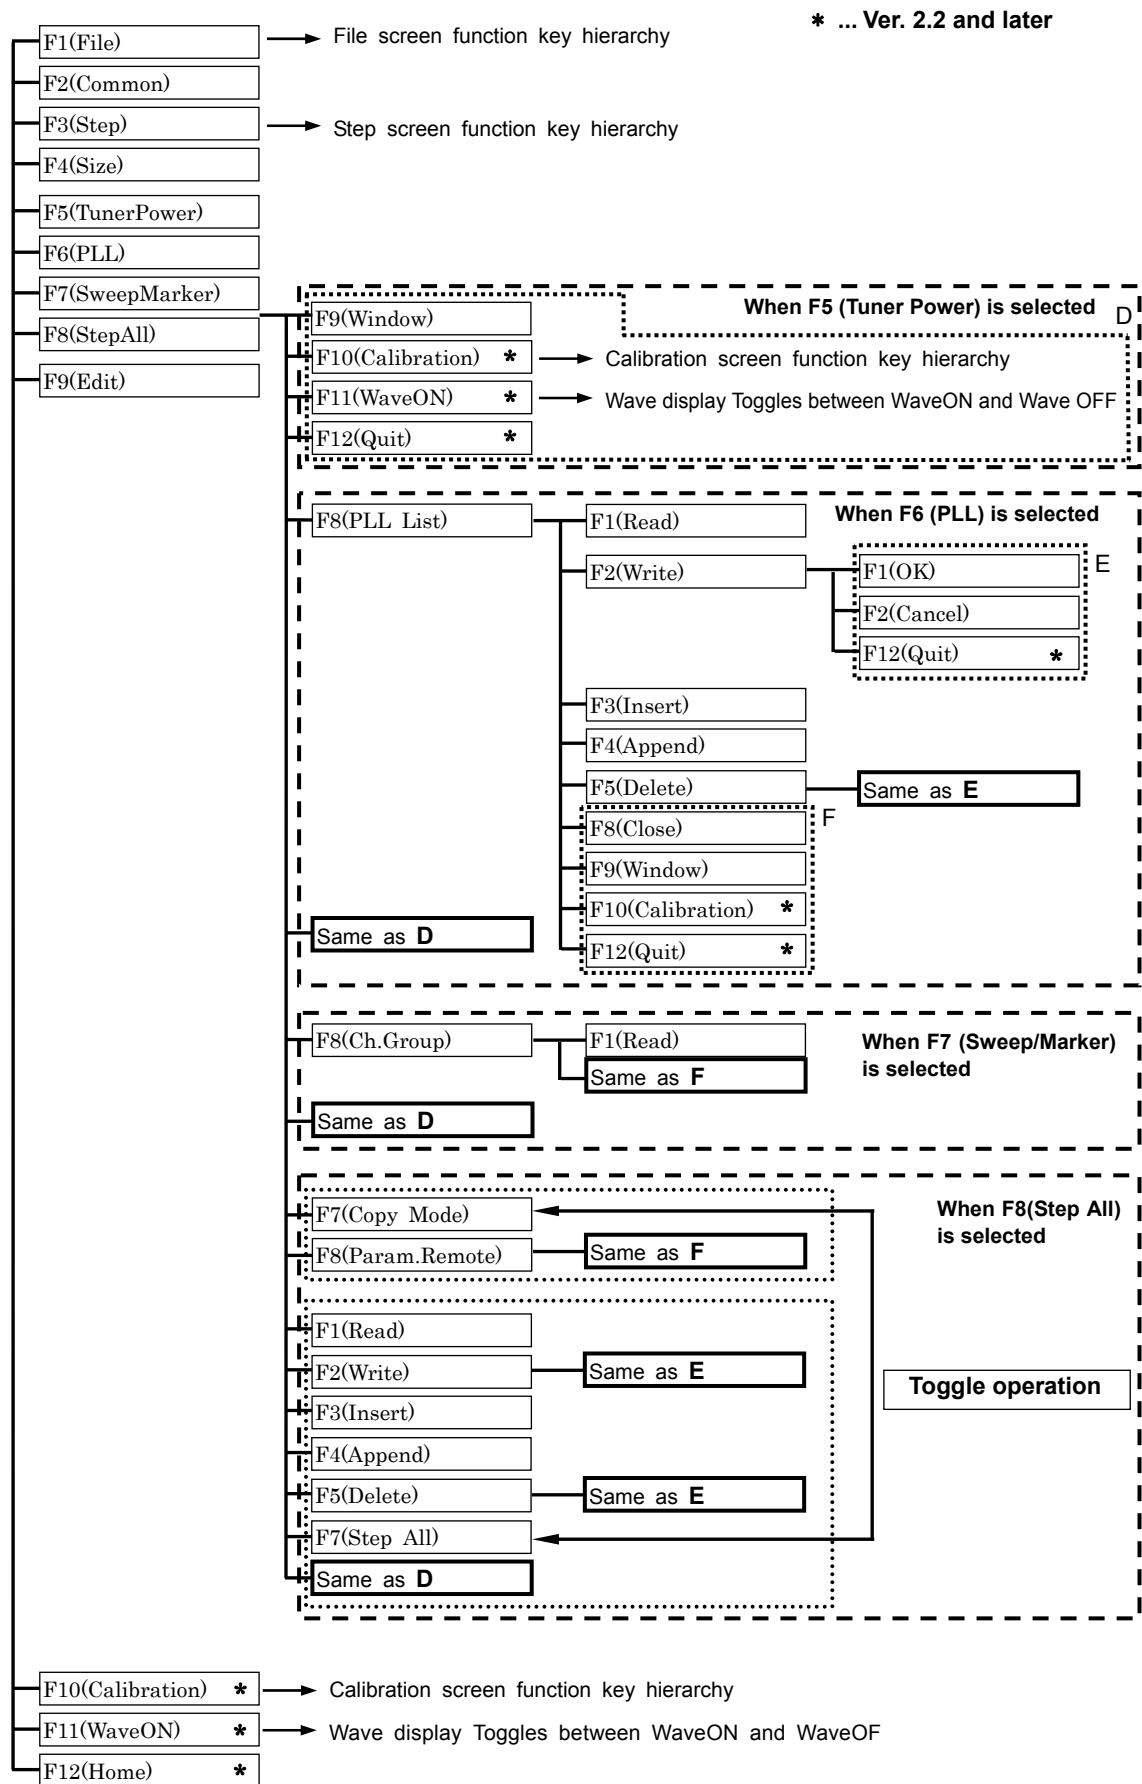 * ... Ver. 2.2 and later
F1(File)
File screen function key hierarchy
F2(Common)
F3(Step)
Step screen function key hierarchy
F4(Size)
F5(TunerPower)
F6(PLL)
F7(SweepMarker)
F8(StepAll)
F9(Edit)
When F5 (Tuner Power) is selected
D
F9(Window)
F10(Calibration) *
Calibration screen function key hierarchy
F11(WaveON) *
Wave display Toggles between WaveON and Wave OFF
F12(Quit) *
When F6 (PLL) is selected
F8(PLL List)
F1(Read)
F2(Write)
F1(OK)
E
F2(Cancel)
F12(Quit) *
F3(Insert)
F4(Append)
F5(Delete)
Same as E
F8(Close)
F
F9(Window)
F10(Calibration) *
Same as D
F12(Quit) *
F8(Ch.Group)
F1(Read)
When F7 (Sweep/Marker)
is selected
Same as F
Same as D
When F8(Step All)
is selected
F7(Copy Mode)
F8(Param.Remote)
Same as F
F1(Read)
F2(Write)
Same as E
Toggle operation
F3(Insert)
F4(Append)
F5(Delete)
Same as E
F7(Step All)
Same as D
F10(Calibration) *
Calibration screen function key hierarchy
F11(WaveON) *
Wave display Toggles between WaveON and WaveOF
F12(Home) *